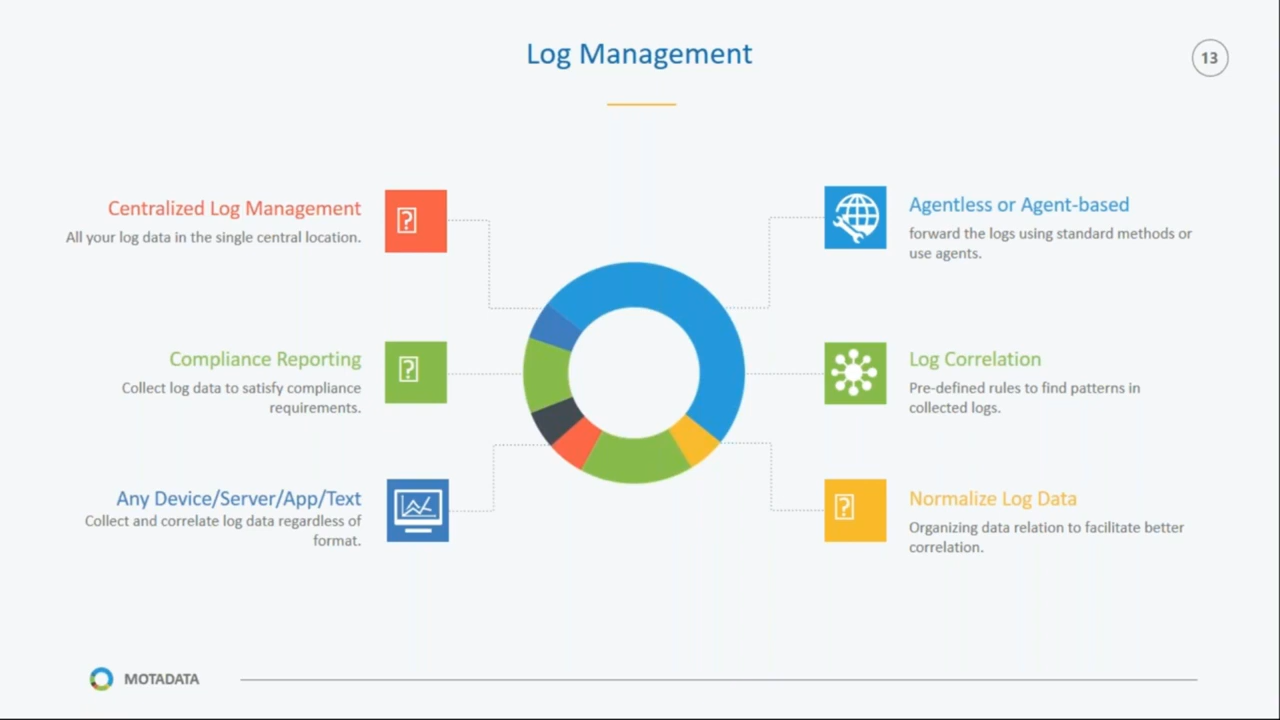 Log Management
13
Centralized Log Management
All your log data in the single central location.
Compliance Reporting
Collect log data to satisfy compliance
requirements.
Any Device/Server/App/Text
Collect and correlate log data regardless of
format.
Agentless or Agent-based
forward the logs using standard methods or
use agents.
Log Correlation
Pre-defined rules to find patterns in
collected logs.
Normalize Log Data
Organizing data relation to facilitate better
correlation.
MOTADATA